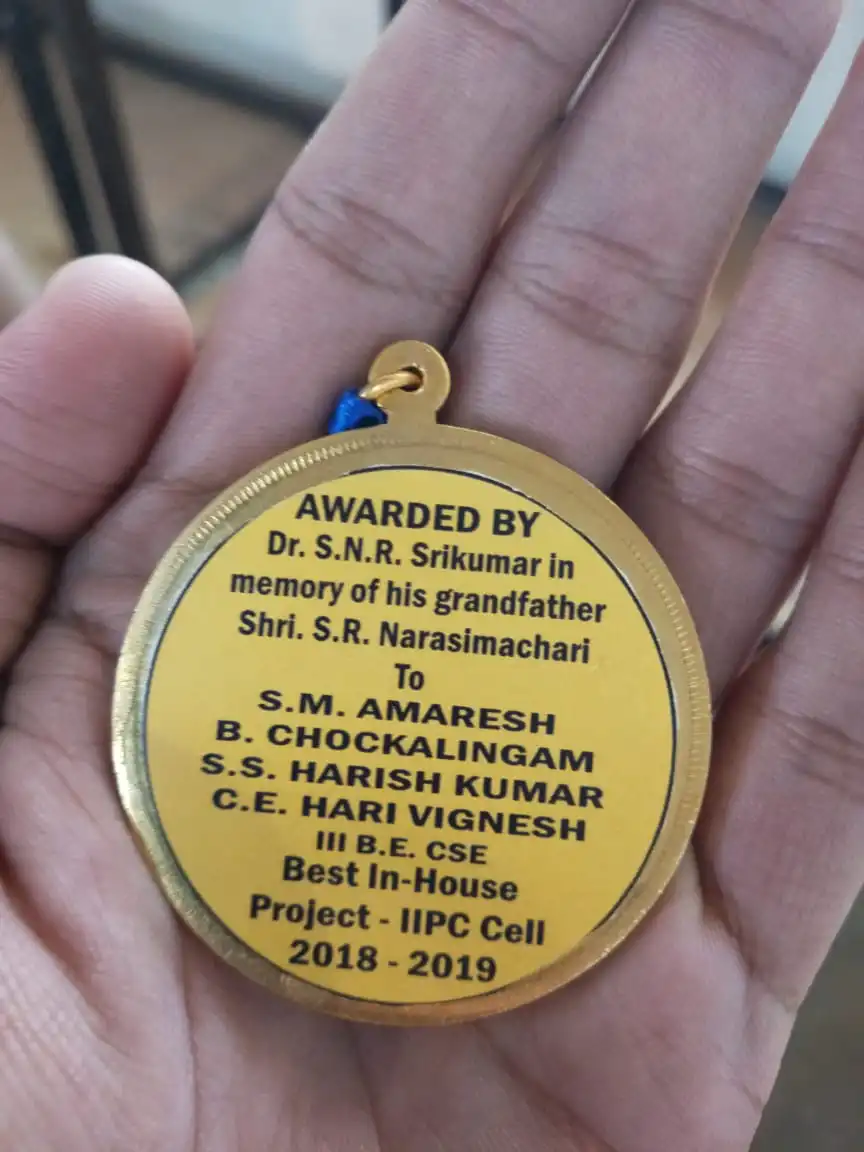 AWARDED BY
Dr. S.N.R. Srikumar in
memory of his grandfather
Shri. S.R. Narasimachari
To
S.M. AMARESH
B. CHOCKALINGAM
S.S. HARISH KUMAR
C.E. HARI VIGNESH
III B.E. CSE
Best In-House
Project - IIPC Cell
2018 - 2019